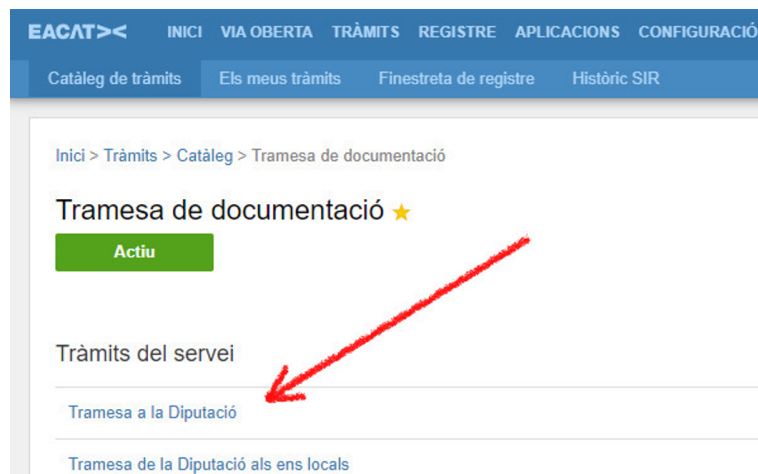 EACAT>< INICI VIA OBERTA TRÀMITS REGISTRE APLICACIONS CONFIGURACIÓ
Catàleg de tràmits Els meus tràmits Finestreta de registre Històric SIR
Inici > Tràmits > Catàleg > Tramesa de documentació
Tramesa de documentació
Actiu
Tràmits del servei
Tramesa a la Diputació
Tramesa de la Diputació als ens locals